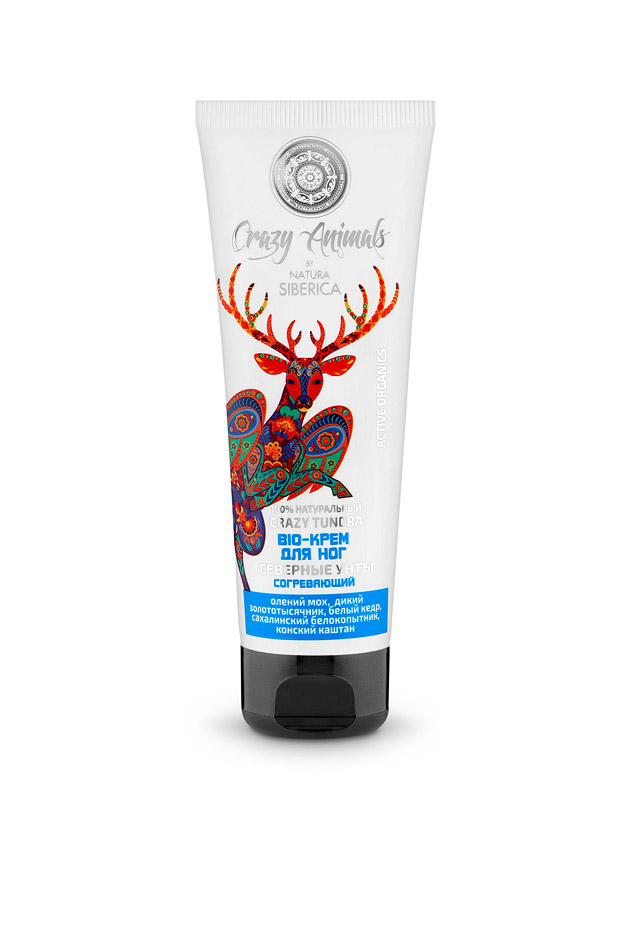 Crazy Animals
BY
NATURA
SIBERICA
ACTIVE ORGANICS
100% НАТУРАЛЬНЫЙ
CRAZY TUNDRA
BIO-КРЕМ
ДЛЯ НОГ
СЕВЕРНЫЕ УНТЫ
СОГРЕВАЮЩИЙ
олений мох, дикий
золототысячник, белый кедр,
сахалинский белокопытник,
конский каштан